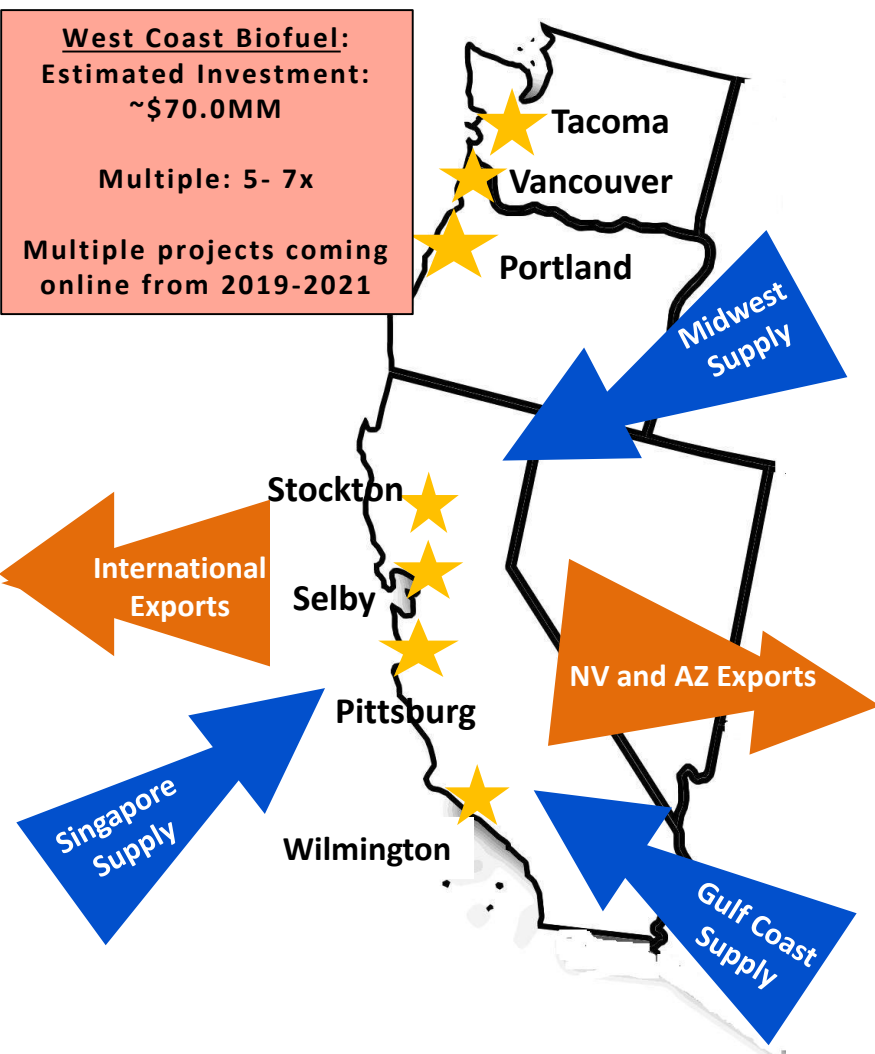 West Coast Biofuel:
Estimated Investment:
~$70.0MM
Multiple: 5- 7x
Multiple projects coming
online from 2019-2021
Tacoma
Vancouver
Portland
Midwest
Supply
Stockton
International
Exports
Selby
NV and AZ Exports
Pittsburg
Singapore
Supply
Wilmington
Gulf Coast
Supply